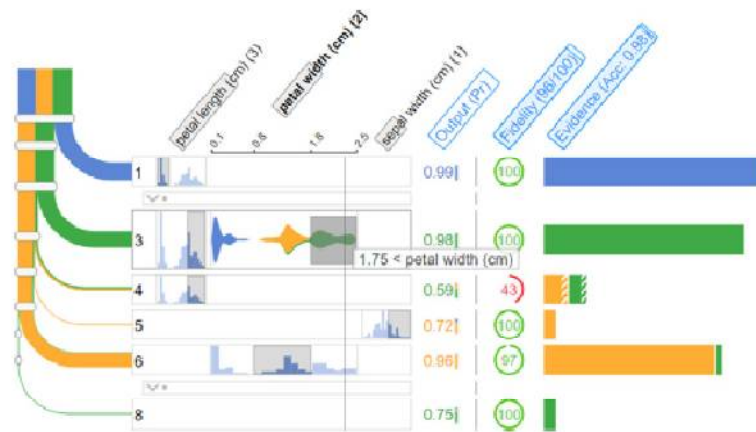 petal length (cm) (3)
petal width (cm) (2)
sepal width (cm) (1)
Output (Pr)
Fidelity (96/100)
Evidence (Acc: 0.98)
0.1 0.8 1.8 2.5
1 0.99 100
3 0.98 100
1.75 < petal width (cm)
4 0.59 43
5 0.72 100
6 0.96 97
8 0.75 100